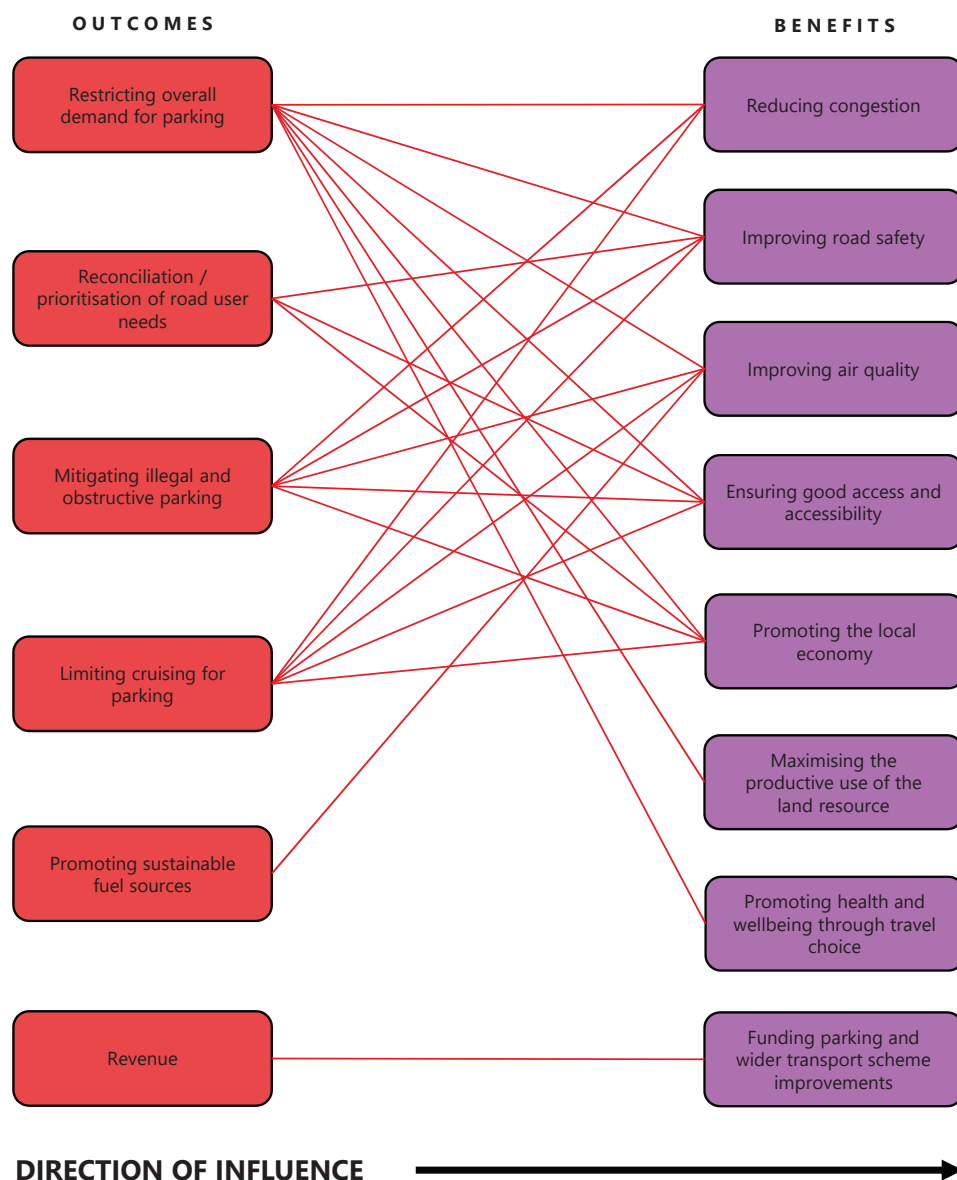 OUTCOMES
BENEFITS
Restricting overall
demand for parking
Reducing congestion
Improving road safety
Reconciliation /
prioritisation of road user
needs
Improving air quality
Mitigating illegal and
obstructive parking
Ensuring good access and
accessibility
Promoting the local
economy
Limiting cruising for
parking
Maximising the
productive use of the
land resource
Promoting sustainable
fuel sources
Promoting health and
wellbeing through travel
choice
Revenue
Funding parking and
wider transport scheme
improvements
DIRECTION OF INFLUENCE